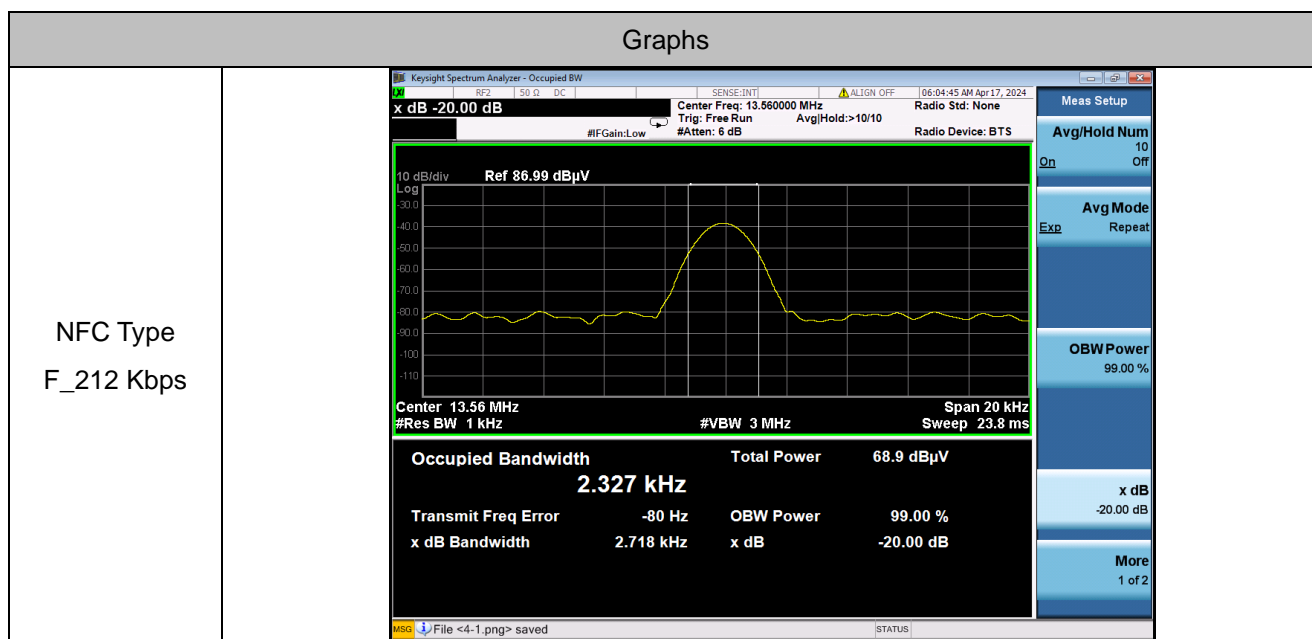 Graphs
NFC Type
F_212 Kbps
Keysight Spectrum Analyzer - Occupied BW
LXI RF2 50 Ω DC SENSE:INT ALIGN OFF 06:04:45 AM Apr 17, 2024
x dB -20.00 dB
Center Freq: 13.560000 MHz Radio Std: None
Trig: Free Run Avg|Hold:>10/10
#IFGain:Low #Atten: 6 dB Radio Device: BTS
10 dB/div Ref 86.99 dBµV
Log
-30.0
-40.0
-50.0
-60.0
-70.0
-80.0
-90.0
-100
-110
Center 13.56 MHz Span 20 kHz
#Res BW 1 kHz #VBW 3 MHz Sweep 23.8 ms
Occupied Bandwidth Total Power 68.9 dBµV
2.327 kHz
Transmit Freq Error -80 Hz OBW Power 99.00 %
x dB Bandwidth 2.718 kHz x dB -20.00 dB
Meas Setup
Avg/Hold Num
10
On Off
Avg Mode
Exp Repeat
OBW Power
99.00 %
x dB
-20.00 dB
More
1 of 2
MSG File <4-1.png> saved STATUS